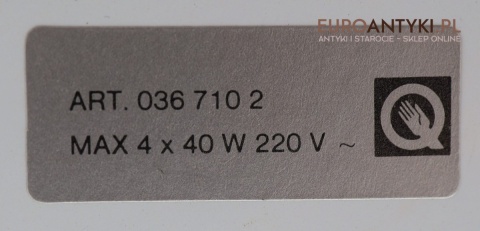 EUROANTYKI.PL
ANTYKI I STAROCIE - SKLEP ONLINE
ART. 036 710 2
MAX 4 x 40 W 220 V ~
Q